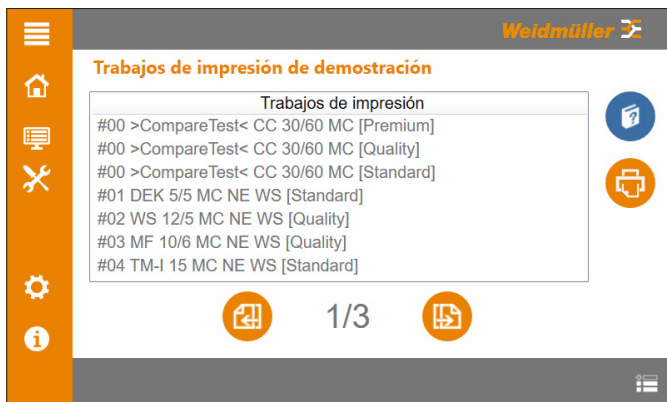 Weidmüller
Trabajos de impresión de demostración
Trabajos de impresión
#00 >CompareTest< CC 30/60 MC [Premium]
#00 >CompareTest< CC 30/60 MC [Quality]
#00 >CompareTest< CC 30/60 MC [Standard]
#01 DEK 5/5 MC NE WS [Standard]
#02 WS 12/5 MC NE WS [Quality]
#03 MF 10/6 MC NE WS [Quality]
#04 TM-I 15 MC NE WS [Standard]
1/3